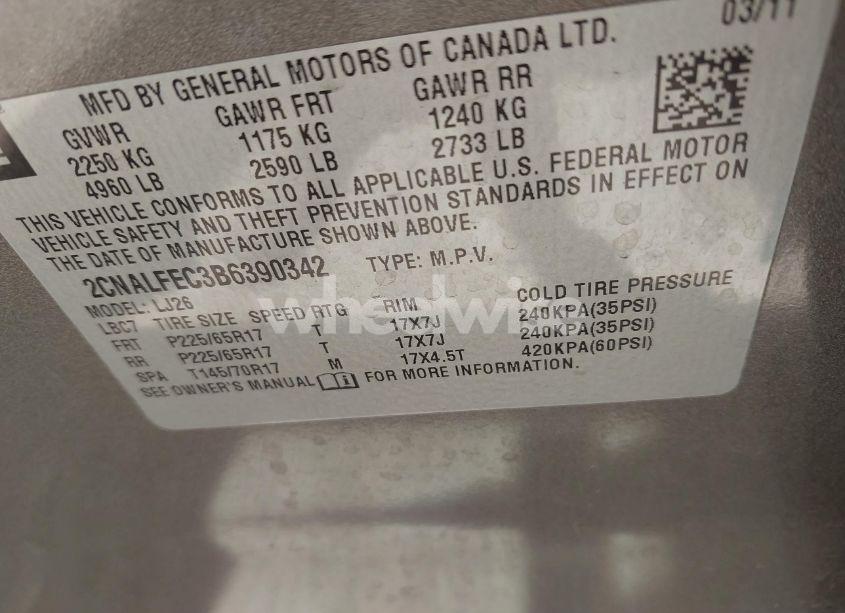 03/11
MFD BY GENERAL MOTORS OF CANADA LTD.
GVWR GAWR FRT GAWR RR
2250 KG 1175 KG 1240 KG
4960 LB 2590 LB 2733 LB
THIS VEHICLE CONFORMS TO ALL APPLICABLE U.S. FEDERAL MOTOR
VEHICLE SAFETY AND THEFT PREVENTION STANDARDS IN EFFECT ON
THE DATE OF MANUFACTURE SHOWN ABOVE.
2CNALFEC3B6390342 TYPE: M.P.V.
MODEL: LJ26
LBC7 TIRE SIZE SPEED RTG RIM COLD TIRE PRESSURE
FRT P225/65R17 T 17X7J 240KPA(35PSI)
RR P225/65R17 T 17X7J 240KPA(35PSI)
SPA T145/70R17 M 17X4.5T 420KPA(60PSI)
SEE OWNER'S MANUAL FOR MORE INFORMATION.